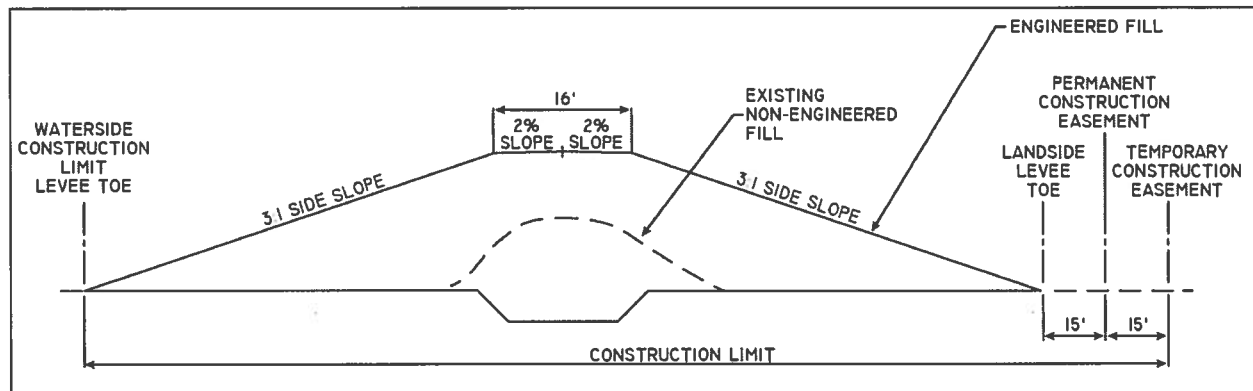 WATERSIDE
CONSTRUCTION
LIMIT
LEVEE TOE
3:1 SIDE SLOPE
16'
2%
SLOPE
2%
SLOPE
EXISTING
NON-ENGINEERED
FILL
3:1 SIDE SLOPE
ENGINEERED FILL
PERMANENT
CONSTRUCTION
EASEMENT
LANDSIDE
LEVEE
TOE
TEMPORARY
CONSTRUCTION
EASEMENT
15'
15'
CONSTRUCTION LIMIT